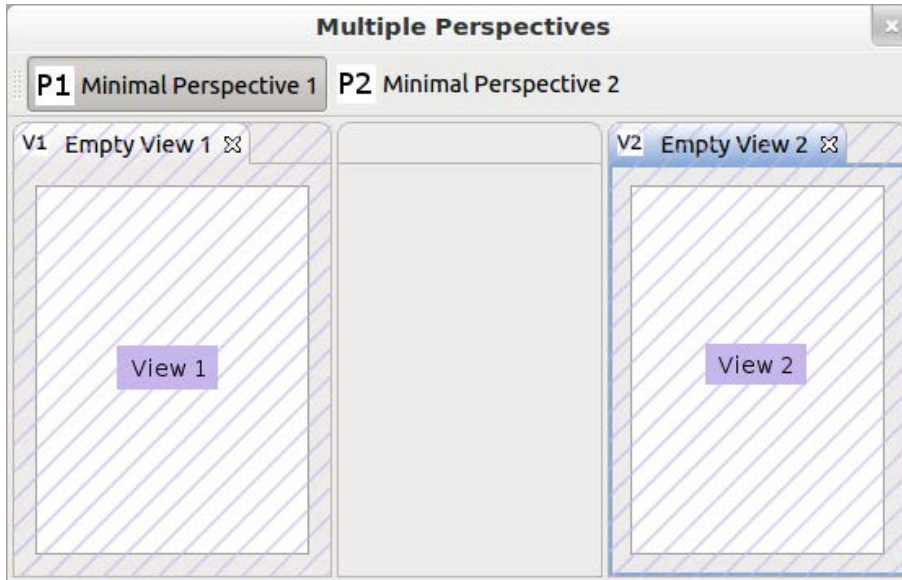 Multiple Perspectives
P1 Minimal Perspective 1 P2 Minimal Perspective 2
V1 Empty View 1 V2 Empty View 2
View 1 View 2